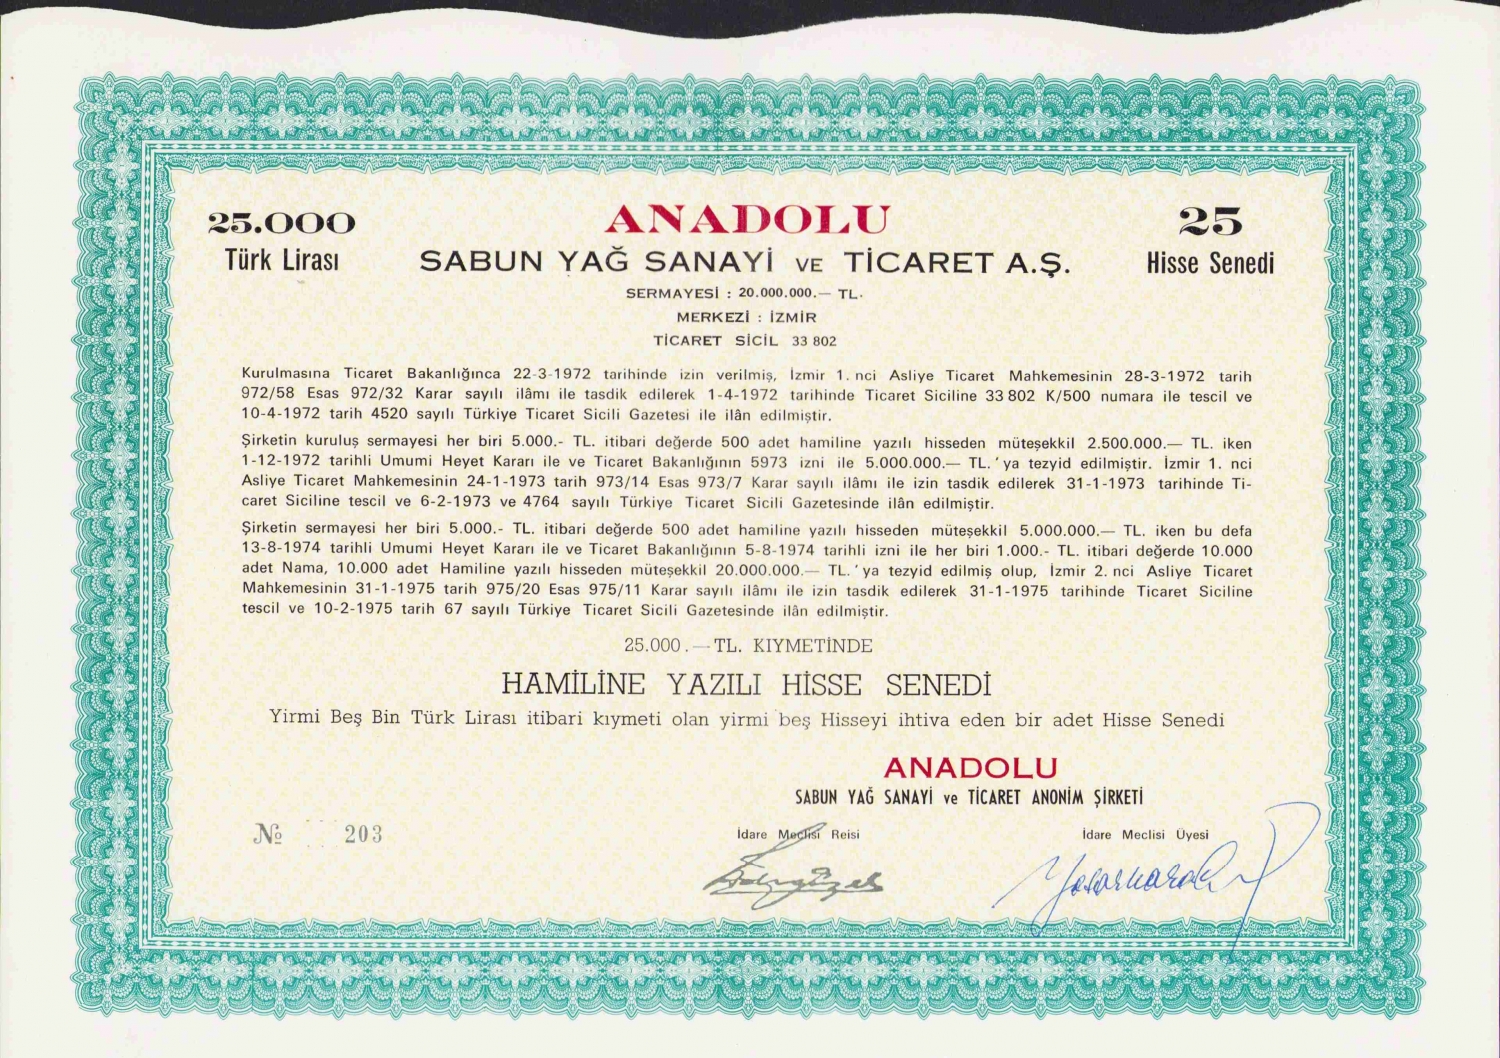 25.000
Türk Lirası
ANADOLU
SABUN YAĞ SANAYİ VE TİCARET A.Ş.
25
Hisse Senedi
SERMAYESİ : 20.000.000.— TL.
MERKEZİ : İZMİR
TİCARET SİCİL 33 802
Kurulmasına Ticaret Bakanlığınca 22-3-1972 tarihinde izin verilmiş, İzmir 1. nci Asliye Ticaret Mahkemesinin 28-3-1972 tarih
972/58 Esas 972/32 Karar sayılı ilâmı ile tasdik edilerek 1-4-1972 tarihinde Ticaret Siciline 33 802 K/500 numara ile tescil ve
10-4-1972 tarih 4520 sayılı Türkiye Ticaret Sicili Gazetesi ile ilân edilmiştir.
Şirketin kuruluş sermayesi her biri 5.000.- TL. itibari değerde 500 adet hamiline yazılı hisseden müteşekkil 2.500.000.— TL. iken
1-12-1972 tarihli Umumi Heyet Kararı ile ve Ticaret Bakanlığının 5973 izni ile 5.000.000.— TL.'ya tezyid edilmiştir. İzmir 1. nci
Asliye Ticaret Mahkemesinin 24-1-1973 tarih 973/14 Esas 973/7 Karar sayılı ilâmı ile izin tasdik edilerek 31-1-1973 tarihinde Ti-
caret Siciline tescil ve 6-2-1973 ve 4764 sayılı Türkiye Ticaret Sicili Gazetesinde ilân edilmiştir.
Şirketin sermayesi her biri 5.000.- TL. itibari değerde 500 adet hamiline yazılı hisseden müteşekkil 5.000.000.— TL. iken bu defa
13-8-1974 tarihli Umumi Heyet Kararı ile ve Ticaret Bakanlığının 5-8-1974 tarihli izni ile her biri 1.000.- TL. itibari değerde 10.000
adet Nama, 10.000 adet Hamiline yazılı hisseden müteşekkil 20.000.000.— TL.'ya tezyid edilmiş olup, İzmir 2. nci Asliye Ticaret
Mahkemesinin 31-1-1975 tarih 975/20 Esas 975/11 Karar sayılı ilâmı ile izin tasdik edilerek 31-1-1975 tarihinde Ticaret Siciline
tescil ve 10-2-1975 tarih 67 sayılı Türkiye Ticaret Sicili Gazetesinde ilân edilmiştir.
25.000.— TL. KIYMETİNDE
HAMİLİNE YAZILI HİSSE SENEDİ
Yirmi Beş Bin Türk Lirası itibari kıymeti olan yirmi beş Hisseyi ihtiva eden bir adet Hisse Senedi
ANADOLU
SABUN YAĞ SANAYİ ve TİCARET ANONİM ŞİRKETİ
№ 203
İdare Meclisi Reisi
İdare Meclisi Üyesi